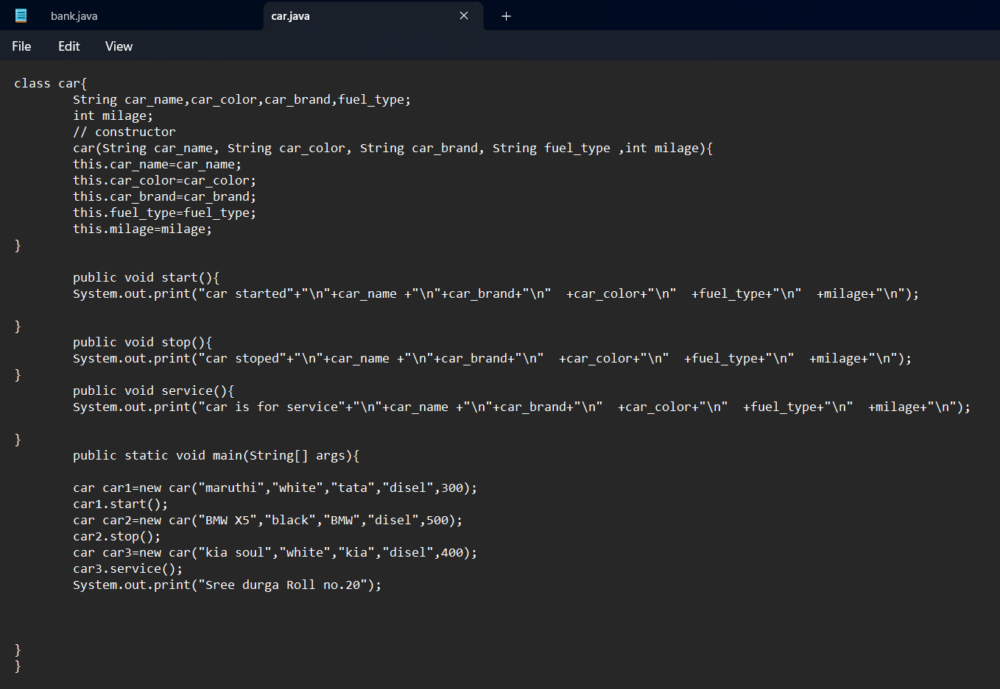 bank.java
car.java
File Edit View
class car{
String car_name,car_color,car_brand,fuel_type;
int milage;
// constructor
car(String car_name, String car_color, String car_brand, String fuel_type ,int milage){
this.car_name=car_name;
this.car_color=car_color;
this.car_brand=car_brand;
this.fuel_type=fuel_type;
this.milage=milage;
}
public void start(){
System.out.print("car started"+"\n"+car_name +"\n"+car_brand+"\n"  +car_color+"\n"  +fuel_type+"\n"  +milage+"\n");
}
public void stop(){
System.out.print("car stoped"+"\n"+car_name +"\n"+car_brand+"\n"  +car_color+"\n"  +fuel_type+"\n"  +milage+"\n");
}
public void service(){
System.out.print("car is for service"+"\n"+car_name +"\n"+car_brand+"\n"  +car_color+"\n"  +fuel_type+"\n"  +milage+"\n");
}
public static void main(String[] args){
car car1=new car("maruthi","white","tata","disel",300);
car1.start();
car car2=new car("BMW X5","black","BMW","disel",500);
car2.stop();
car car3=new car("kia soul","white","kia","disel",400);
car3.service();
System.out.print("Sree durga Roll no.20");
}
}